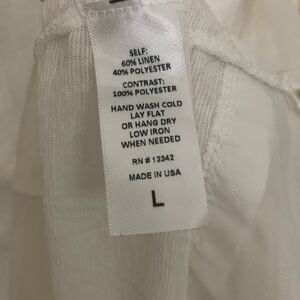 SELF:
60% LINEN
40% POLYESTER
CONTRAST:
100% POLYESTER
HAND WASH COLD
LAY FLAT
OR HANG DRY
LOW IRON
WHEN NEEDED
RN # 12342
MADE IN USA
L